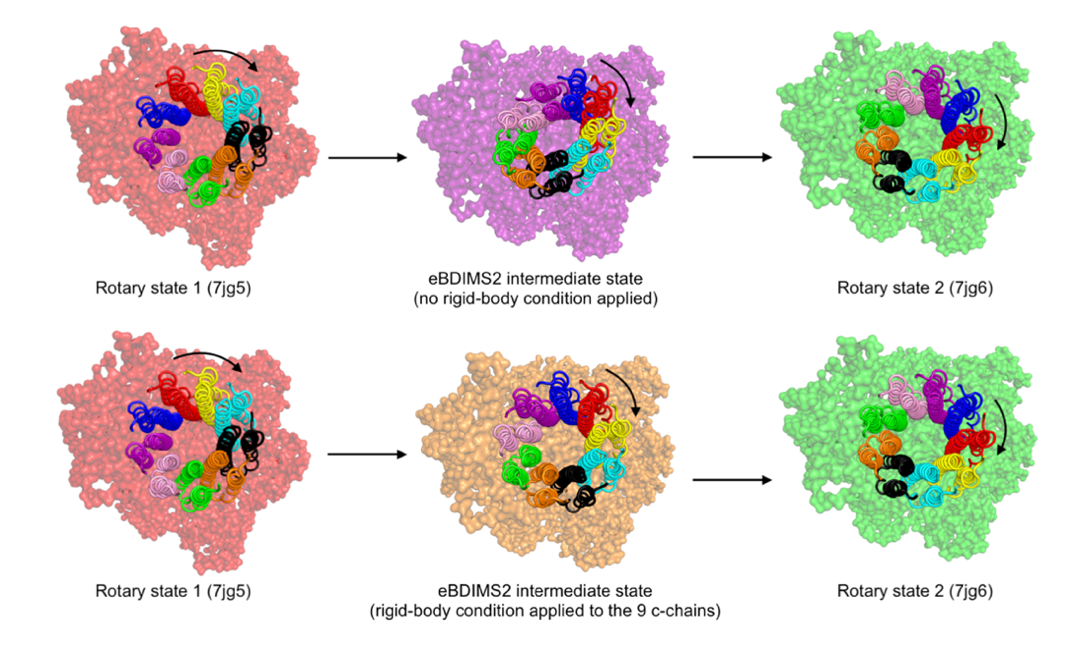 Rotary state 1 (7jg5)
eBDIMS2 intermediate state
(no rigid-body condition applied)
Rotary state 2 (7jg6)
Rotary state 1 (7jg5)
eBDIMS2 intermediate state
(rigid-body condition applied to the 9 c-chains)
Rotary state 2 (7jg6)